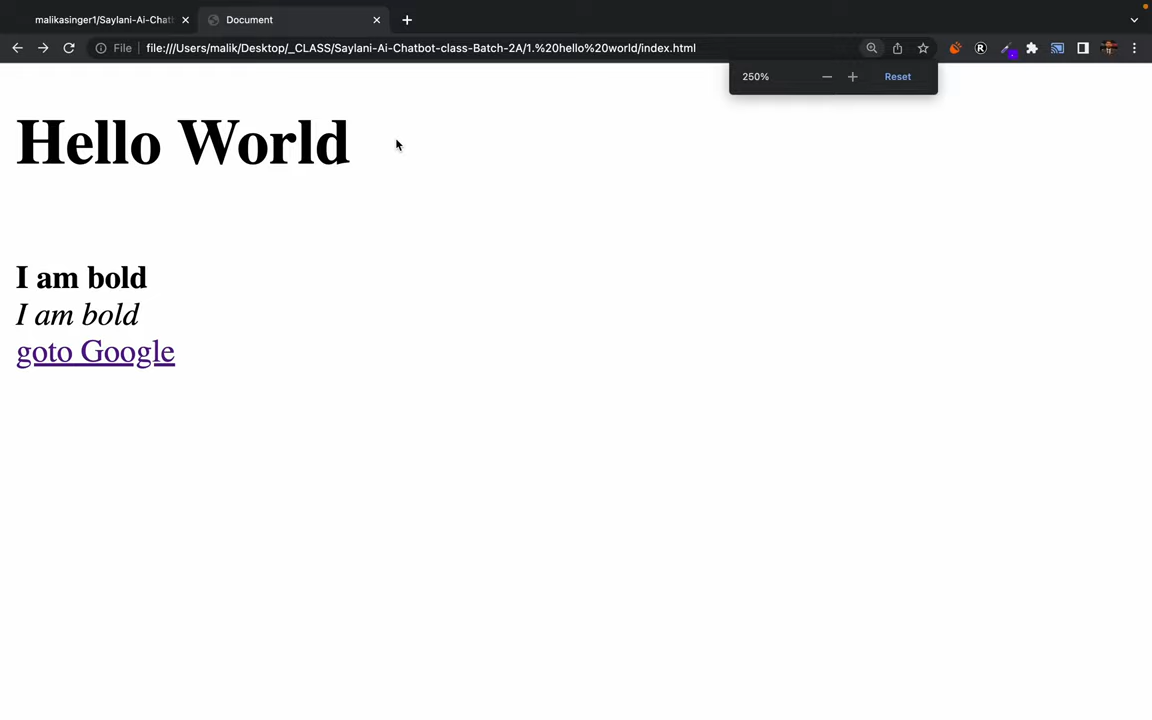 malikasinger1/Saylani-Ai-Chat
Document
File
file:///Users/malik/Desktop/_CLASS/Saylani-Ai-Chatbot-class-Batch-2A/1.%20hello%20world/index.html
250%
Reset
Hello World
I am bold
I am bold
goto Google